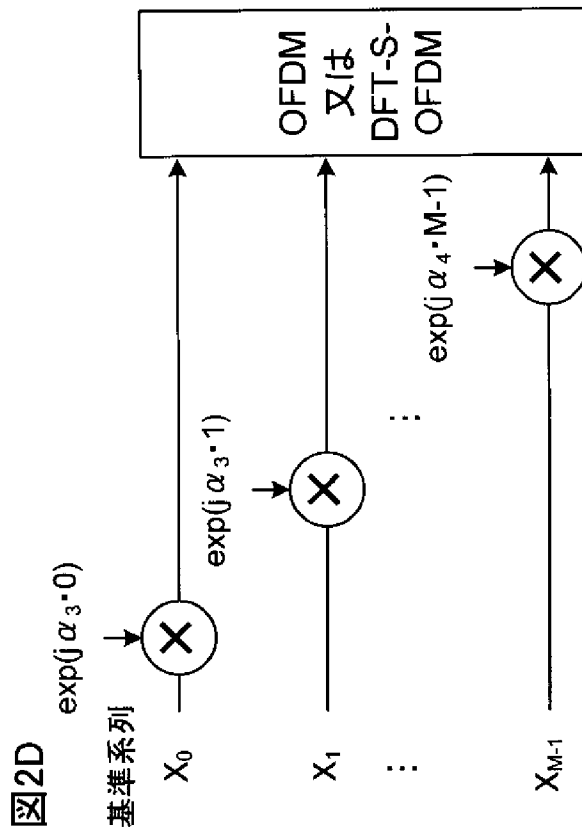 図2D
基準系列
exp(jα₃・0)
X₀
exp(jα₃・1)
X₁
⋮
⋮
exp(jα₄・M-1)
X_{M-1}
OFDM
又は
DFT-S-
OFDM